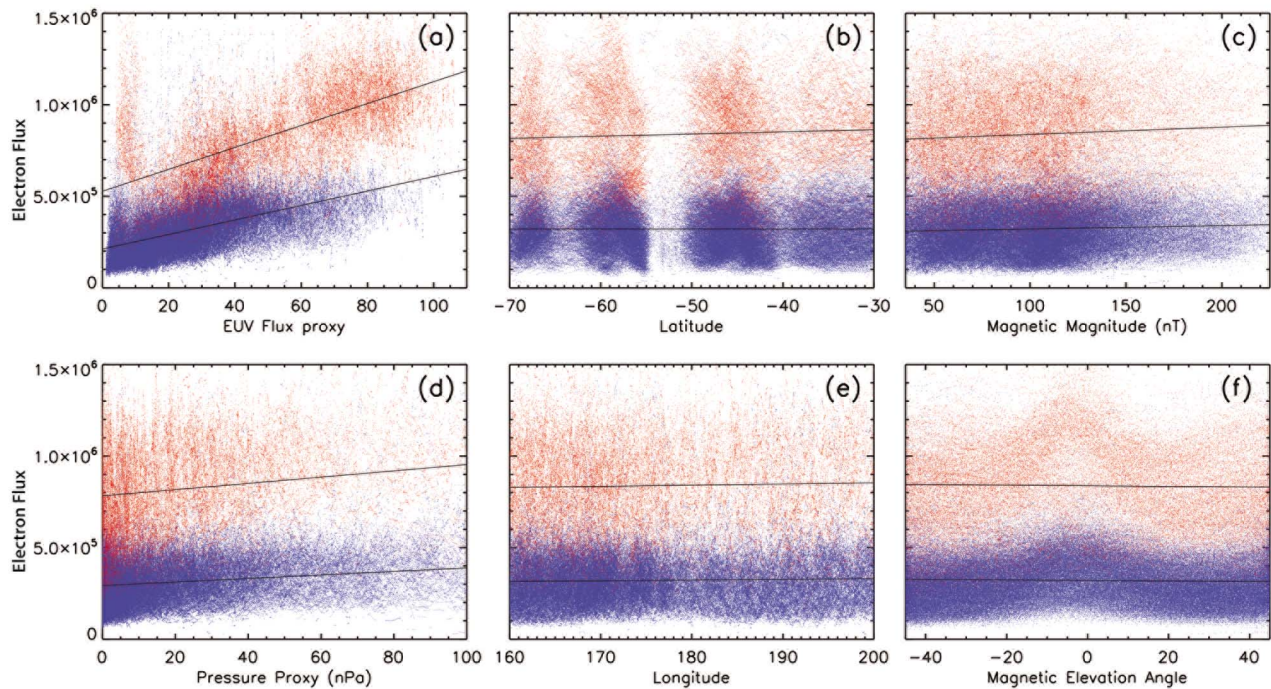 1.5×10⁶
(a)
(b)
(c)
1.0×10⁶
Electron Flux
5.0×10⁵
0
0 20 40 60 80 100
-70 -60 -50 -40 -30
50 100 150 200
EUV Flux proxy
Latitude
Magnetic Magnitude (nT)
1.5×10⁶
(d)
(e)
(f)
1.0×10⁶
Electron Flux
5.0×10⁵
0
0 20 40 60 80 100
160 170 180 190 200
-40 -20 0 20 40
Pressure Proxy (nPa)
Longitude
Magnetic Elevation Angle